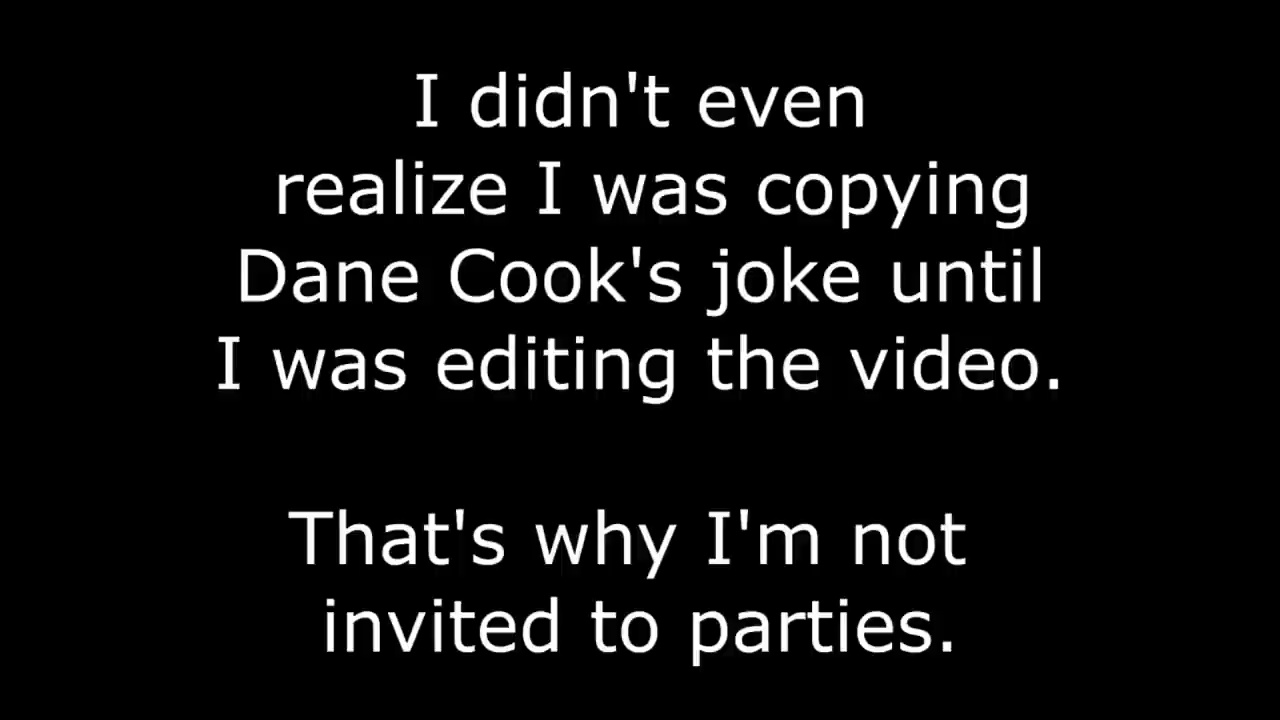 I didn't even
realize I was copying
Dane Cook's joke until
I was editing the video.
That's why I'm not
invited to parties.